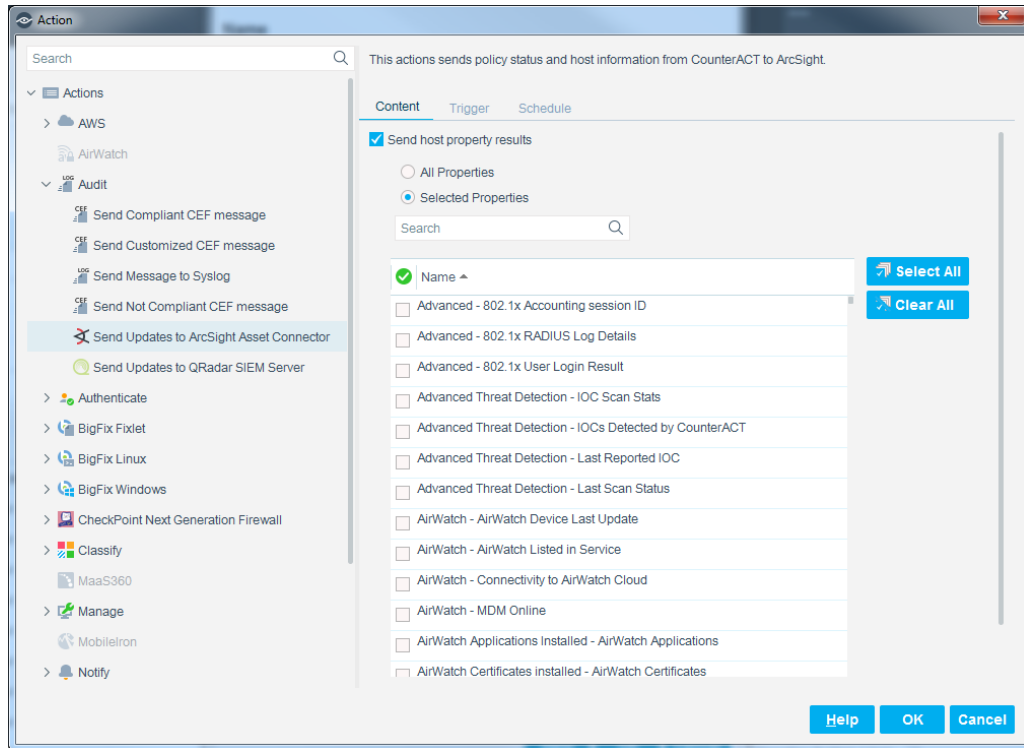 Action
Name
Search
Actions
AWS
AirWatch
Audit
Send Compliant CEF message
Send Customized CEF message
Send Message to Syslog
Send Not Compliant CEF message
Send Updates to ArcSight Asset Connector
Send Updates to QRadar SIEM Server
Authenticate
BigFix Fixlet
BigFix Linux
BigFix Windows
CheckPoint Next Generation Firewall
Classify
MaaS360
Manage
MobileIron
Notify
This actions sends policy status and host information from CounterACT to ArcSight.
Content Trigger Schedule
Send host property results
All Properties
Selected Properties
Search
Name
Advanced - 802.1x Accounting session ID
Advanced - 802.1x RADIUS Log Details
Advanced - 802.1x User Login Result
Advanced Threat Detection - IOC Scan Stats
Advanced Threat Detection - IOCs Detected by CounterACT
Advanced Threat Detection - Last Reported IOC
Advanced Threat Detection - Last Scan Status
AirWatch - AirWatch Device Last Update
AirWatch - AirWatch Listed in Service
AirWatch - Connectivity to AirWatch Cloud
AirWatch - MDM Online
AirWatch Applications Installed - AirWatch Applications
AirWatch Certificates installed - AirWatch Certificates
Select All
Clear All
Help OK Cancel